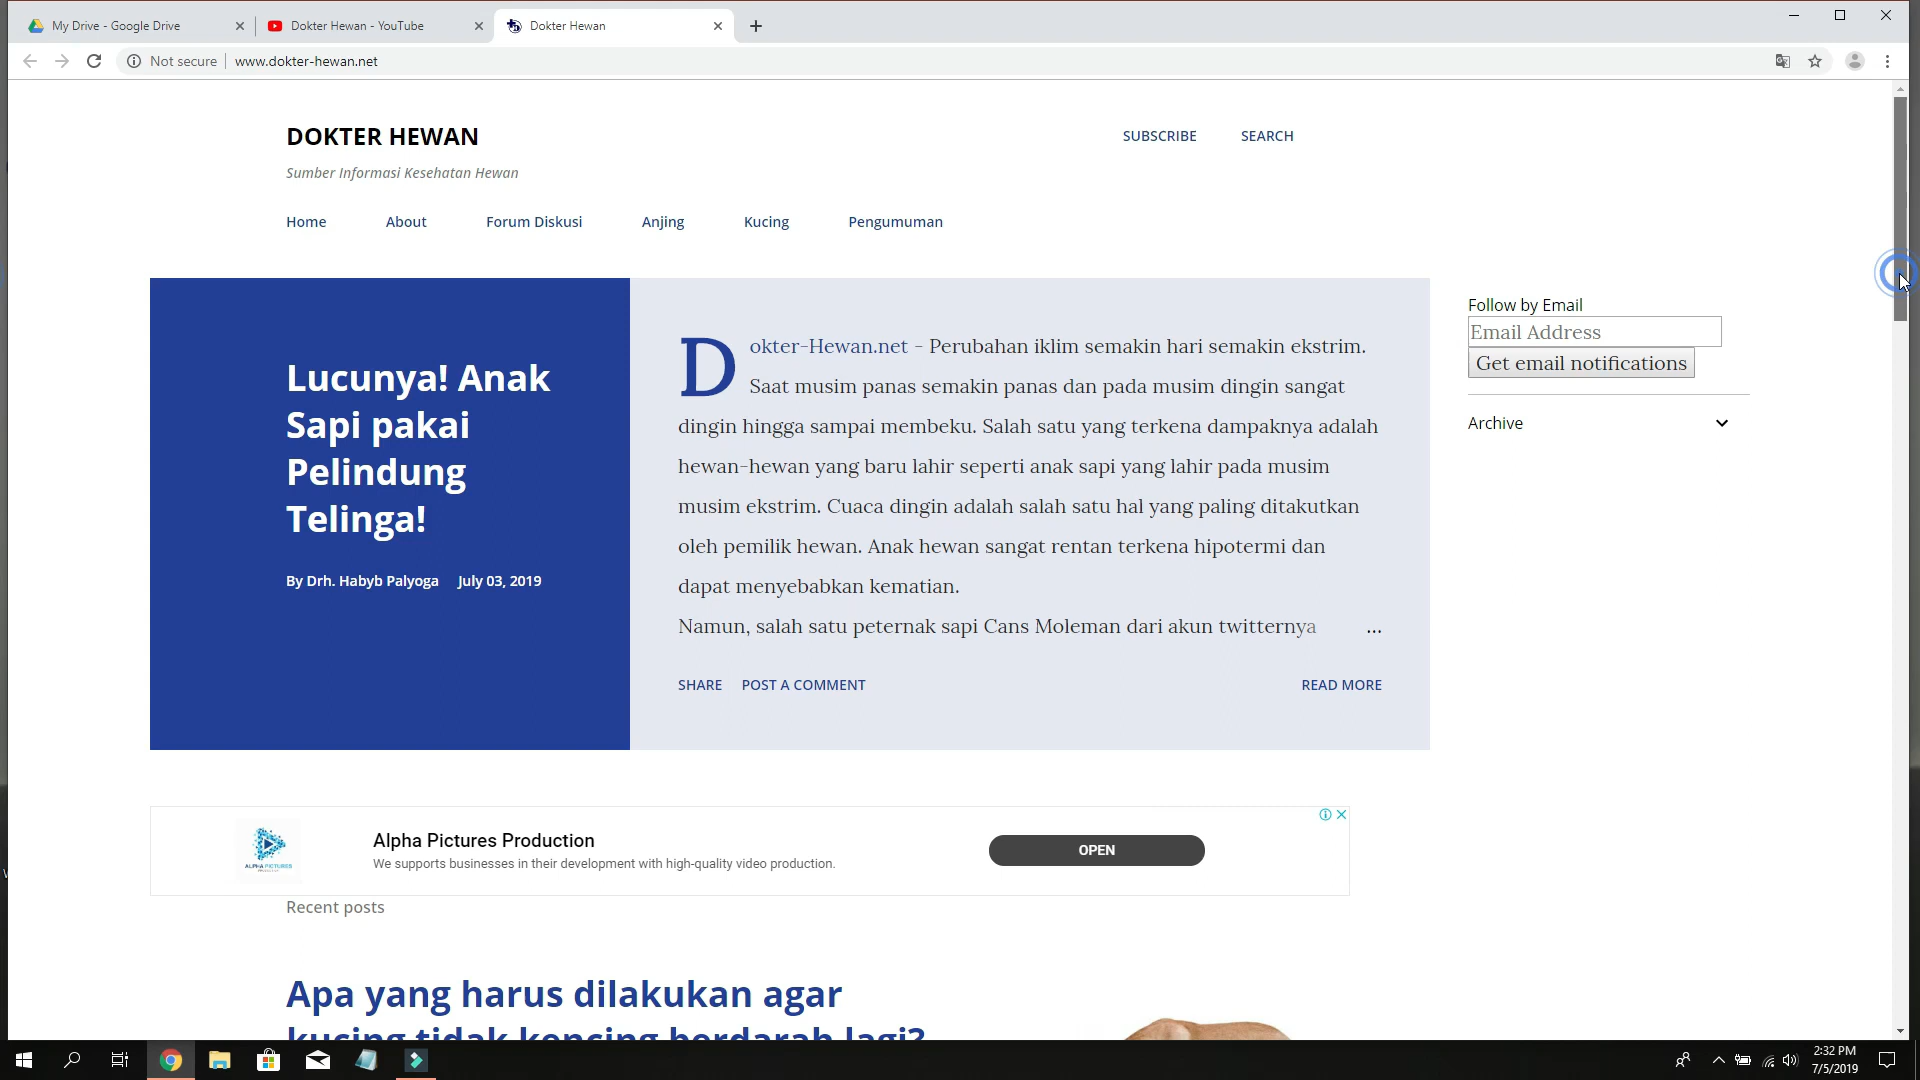 My Drive - Google Drive
Dokter Hewan - YouTube
Dokter Hewan
Not secure
www.dokter-hewan.net
DOKTER HEWAN
SUBSCRIBE
SEARCH
Sumber Informasi Kesehatan Hewan
Home
About
Forum Diskusi
Anjing
Kucing
Pengumuman
Lucunya! Anak
Sapi pakai
Pelindung
Telinga!
By Drh. Habyb Palyoga July 03, 2019
Dokter-Hewan.net - Perubahan iklim semakin hari semakin ekstrim.
Saat musim panas semakin panas dan pada musim dingin sangat
dingin hingga sampai membeku. Salah satu yang terkena dampaknya adalah
hewan-hewan yang baru lahir seperti anak sapi yang lahir pada musim
musim ekstrim. Cuaca dingin adalah salah satu hal yang paling ditakutkan
oleh pemilik hewan. Anak hewan sangat rentan terkena hipotermi dan
dapat menyebabkan kematian.
Namun, salah satu peternak sapi Cans Moleman dari akun twitternya ...
SHARE
POST A COMMENT
READ MORE
Follow by Email
Email Address
Get email notifications
Archive
Alpha Pictures Production
We supports businesses in their development with high-quality video production.
OPEN
ALPHA PICTURES
Recent posts
Apa yang harus dilakukan agar
kucing tidak kencing berdarah lagi?
2:32 PM
7/5/2019